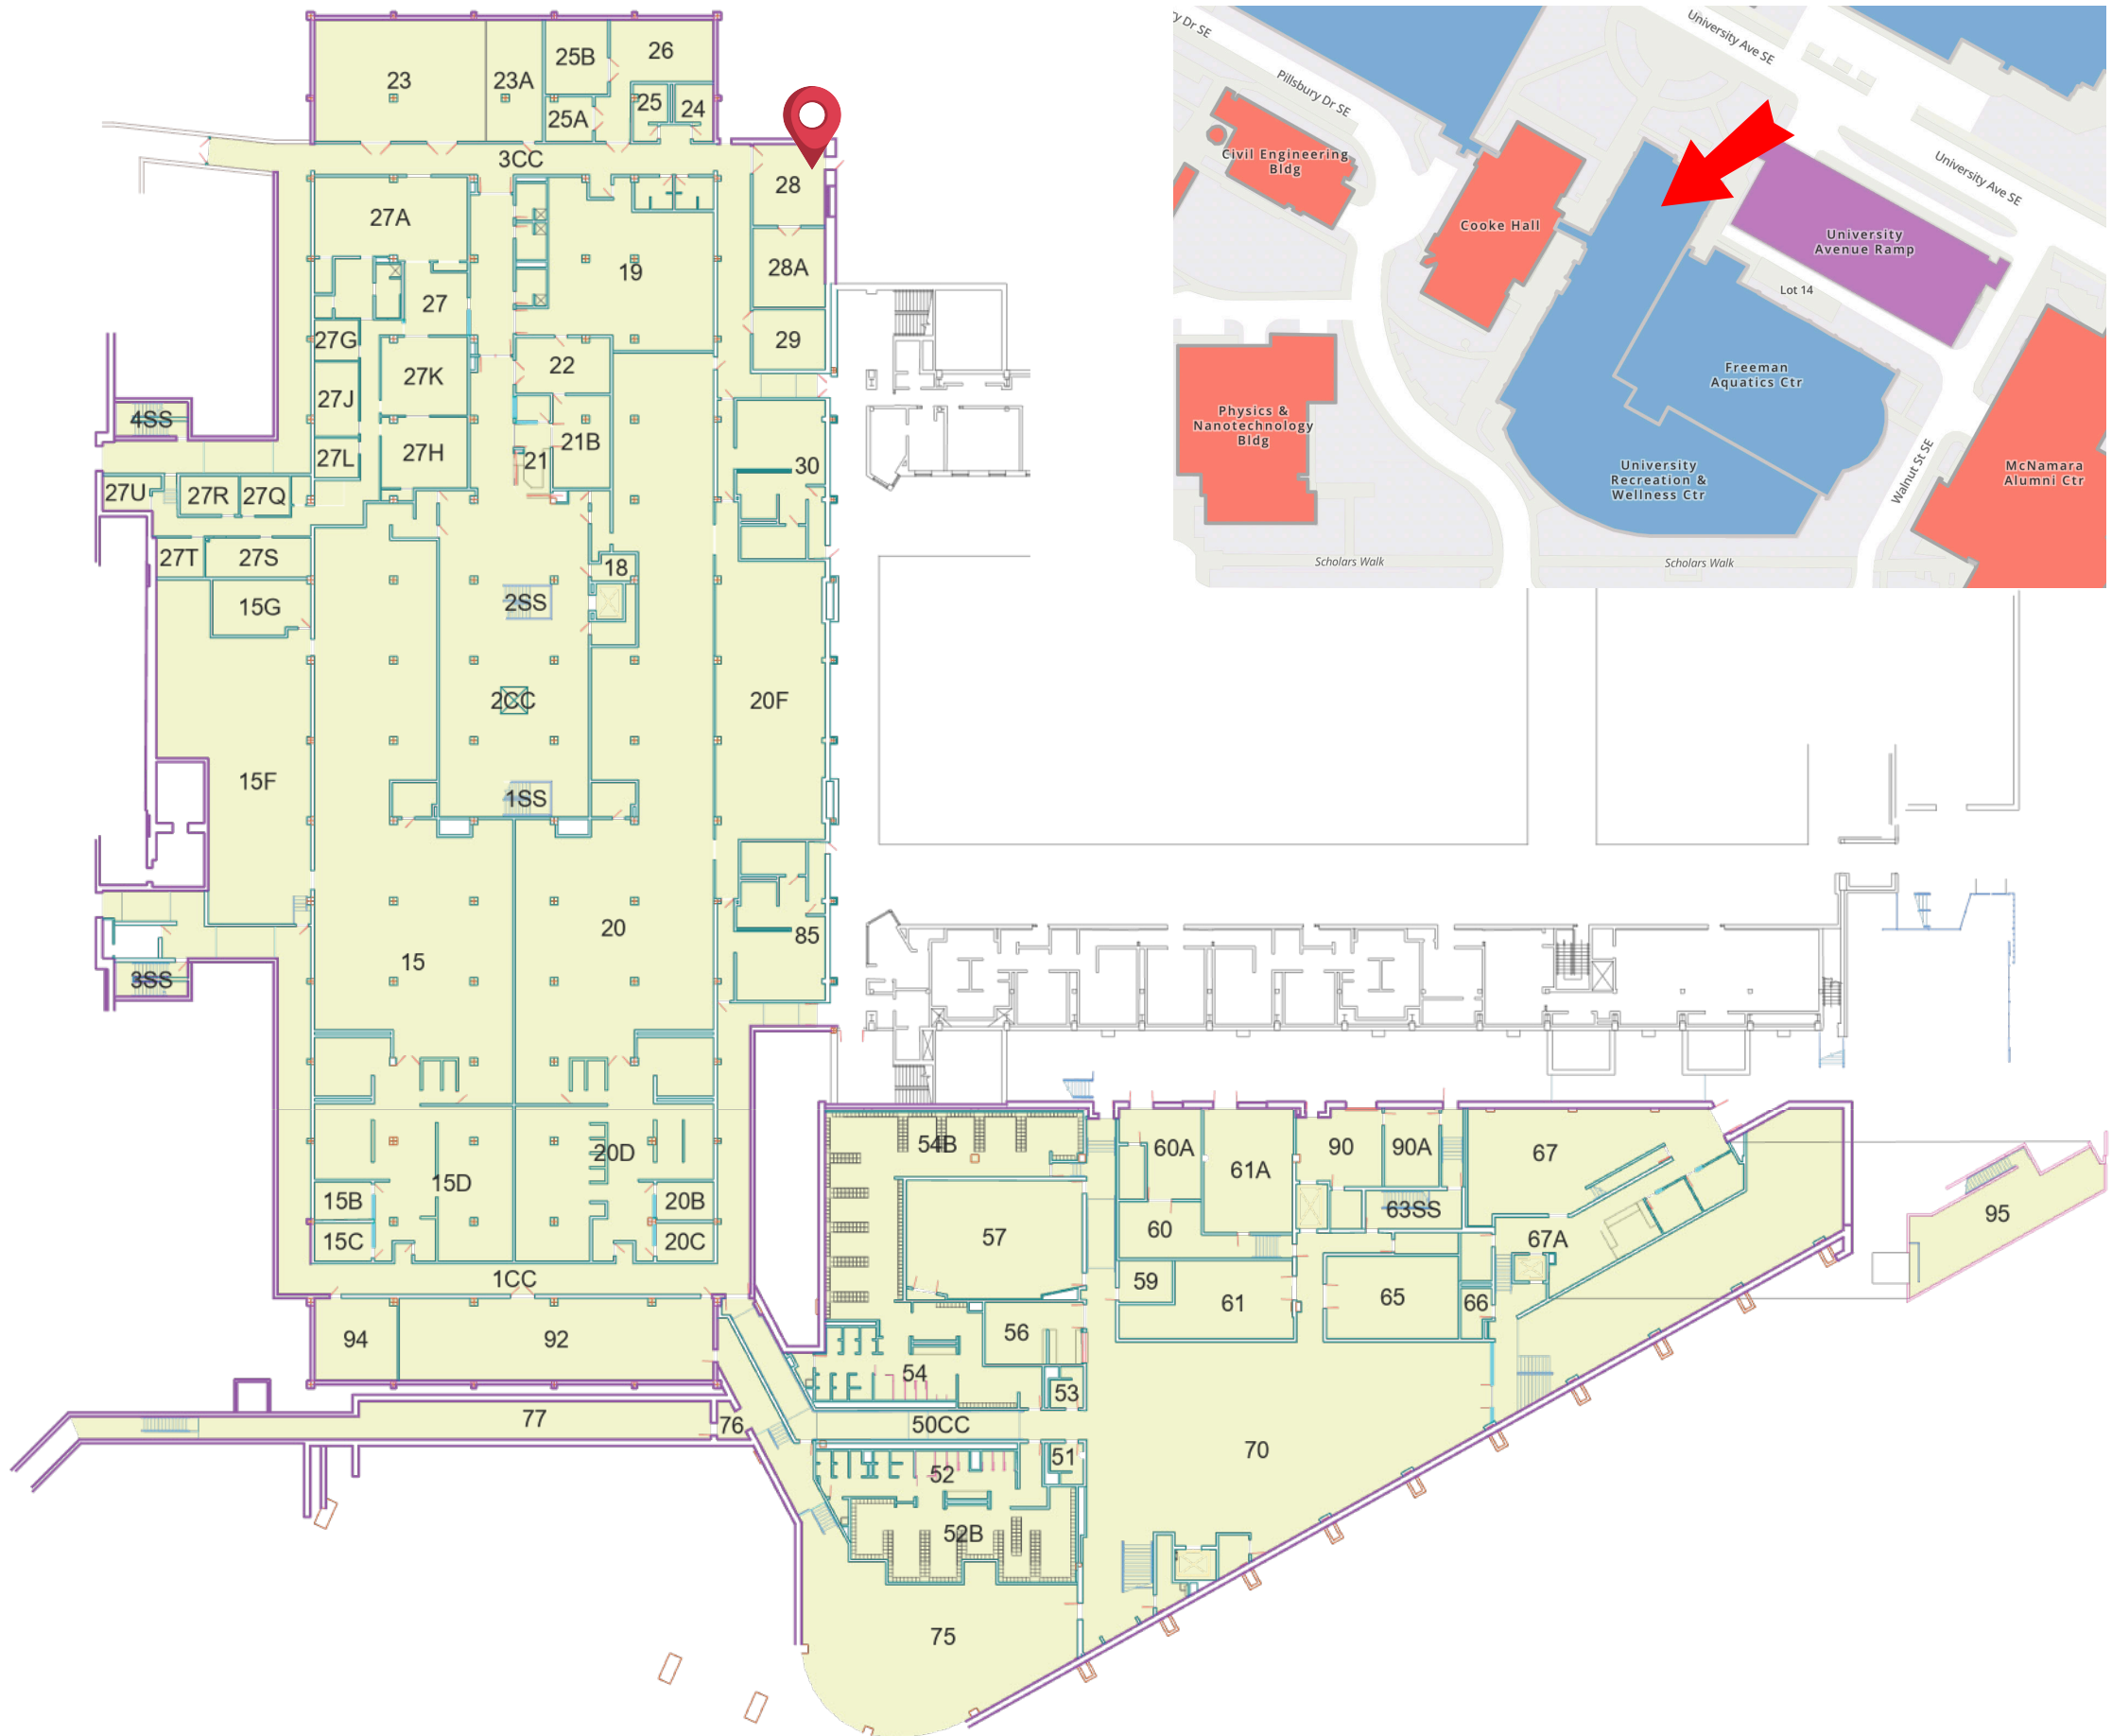 23
23A
25B
26
25A
25
24
3CC
28
27A
19
28A
27
27G
22
29
27K
27J
4SS
21B
27H
27L
21
30
27U
27R
27Q
27T
27S
18
15G
2SS
2CC
20F
15F
1SS
20
85
15
3SS
54B
60A
61A
90
90A
67
20D
15D
15B
20B
63SS
95
57
60
67A
15C
20C
1CC
59
61
65
66
94
92
56
54
53
77
76
50CC
70
51
52
52B
75
y Dr SE
Pillsbury Dr SE
University Ave SE
University Ave SE
Civil Engineering
Bldg
Cooke Hall
University
Avenue Ramp
Lot 14
Freeman
Aquatics Ctr
Physics &
Nanotechnology
Bldg
University
Recreation &
Wellness Ctr
Walnut St SE
McNamara
Alumni Ctr
Scholars Walk
Scholars Walk